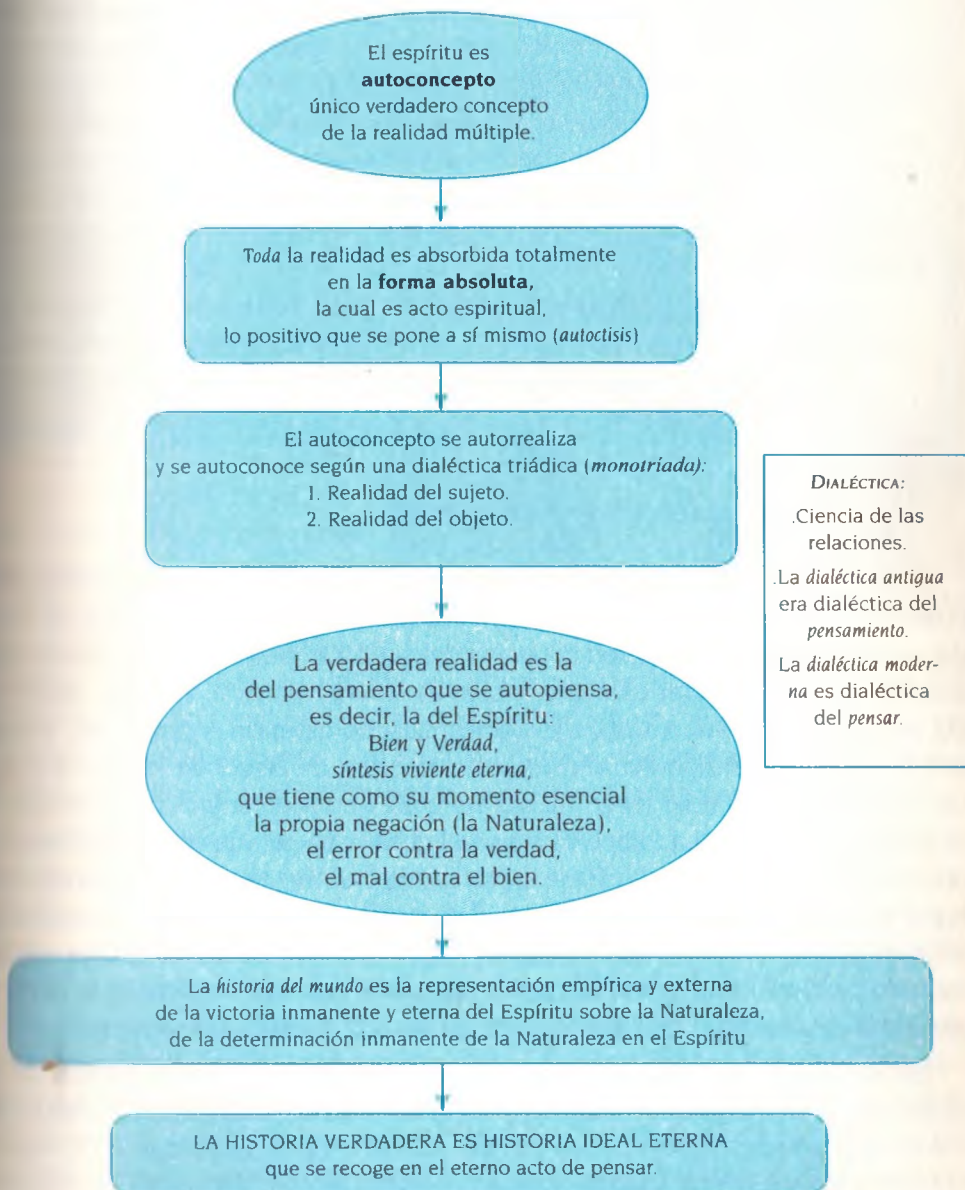 El espíritu es
autoconcepto
único verdadero concepto
de la realidad múltiple.
Toda la realidad es absorbida totalmente
en la forma absoluta,
la cual es acto espiritual,
lo positivo que se pone a sí mismo (autoctisis)
El autoconcepto se autorrealiza
y se autoconoce según una dialéctica triádica (monotríada):
1. Realidad del sujeto.
2. Realidad del objeto.
DIALÉCTICA:
.Ciencia de las
relaciones.
.La dialéctica antigua
era dialéctica del
pensamiento.
La dialéctica moder-
na es dialéctica
del pensar.
La verdadera realidad es la
del pensamiento que se autopiensa,
es decir, la del Espíritu:
Bien y Verdad,
síntesis viviente eterna,
que tiene como su momento esencial
la propia negación (la Naturaleza),
el error contra la verdad,
el mal contra el bien.
La historia del mundo es la representación empírica y externa
de la victoria inmanente y eterna del Espíritu sobre la Naturaleza,
de la determinación inmanente de la Naturaleza en el Espíritu
LA HISTORIA VERDADERA ES HISTORIA IDEAL ETERNA
que se recoge en el eterno acto de pensar.